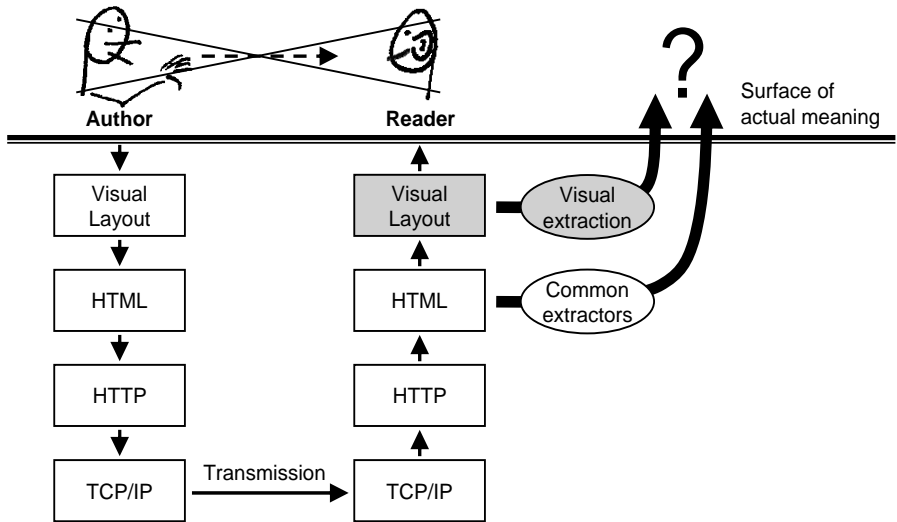 ?
Surface of
actual meaning
Author
Reader
Visual
Layout
Visual
Layout
Visual
extraction
HTML
HTML
Common
extractors
HTTP
HTTP
TCP/IP
Transmission
TCP/IP